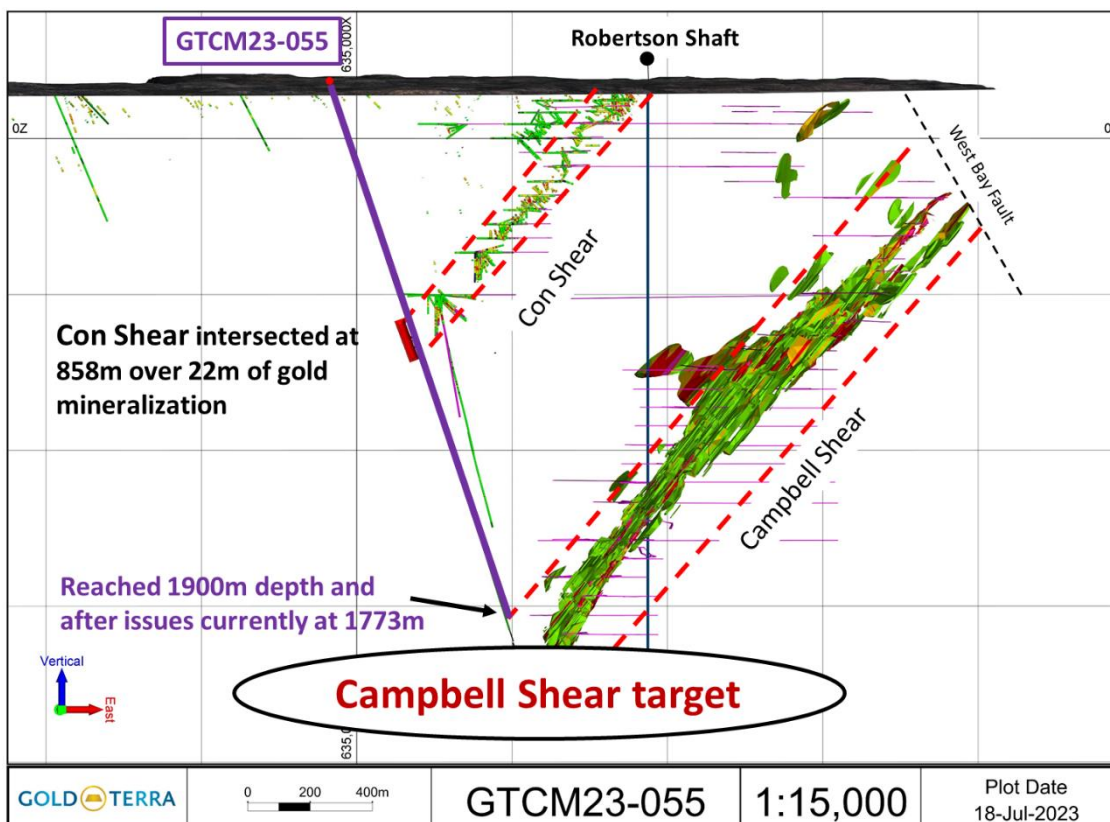 GTCM23-055
635,000X
Robertson Shaft
0Z
0
West Bay Fault
Con Shear
Con Shear intersected at
858m over 22m of gold
mineralization
Campbell Shear
Reached 1900m depth and
after issues currently at 1773m
Vertical
East
Campbell Shear target
635,0
GOLD TERRA
0 200 400m
GTCM23-055
1:15,000
Plot Date
18-Jul-2023